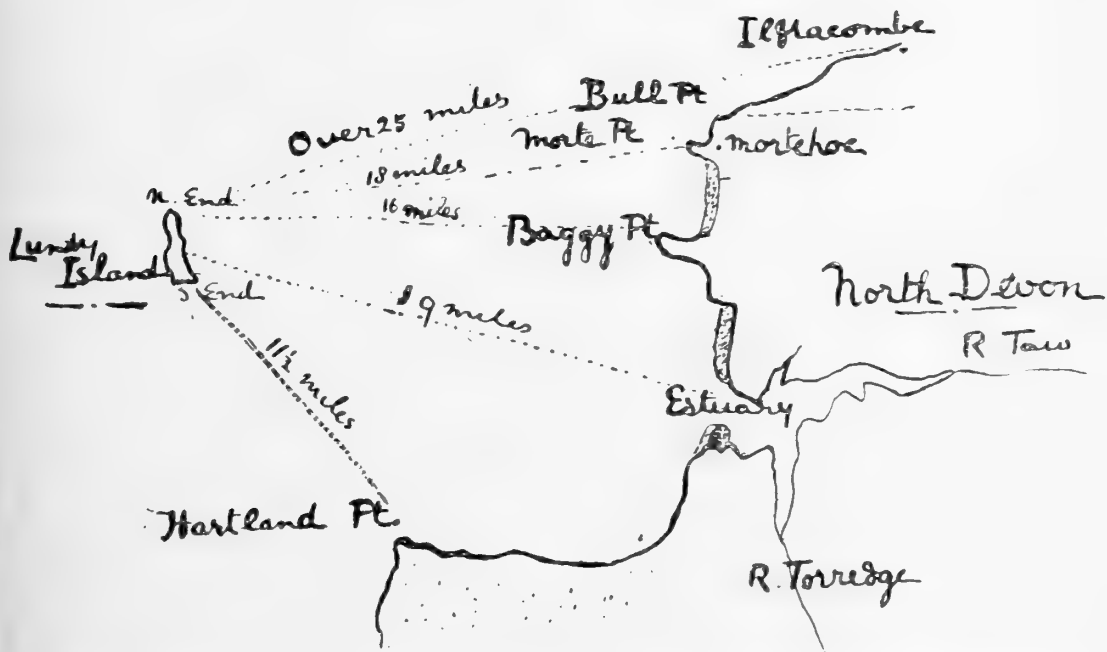 Ilfracombe
Over 25 miles
Bull Pt
Morte Pt
.mortehoe
18 miles
N. End
16 miles
Baggy Pt
Lundy
Island
S End
9 miles
North Devon
R Taw
11½ miles
Estuary
Hartland Pt.
R. Torredge